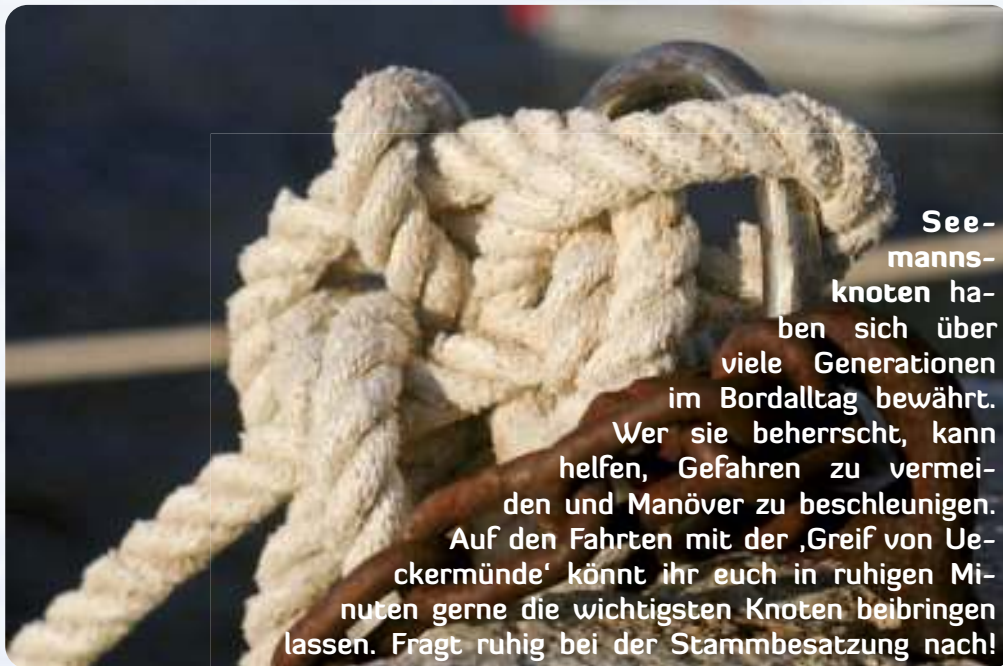 See-
manns-
knoten ha-
ben sich über
viele Generationen
im Bordalltag bewährt.
Wer sie beherrscht, kann
helfen, Gefahren zu vermei-
den und Manöver zu beschleunigen.
Auf den Fahrten mit der ‚Greif von Ue-
ckermünde‘ könnt ihr euch in ruhigen Mi-
nuten gerne die wichtigsten Knoten beibringen
lassen. Fragt ruhig bei der Stammbesatzung nach!